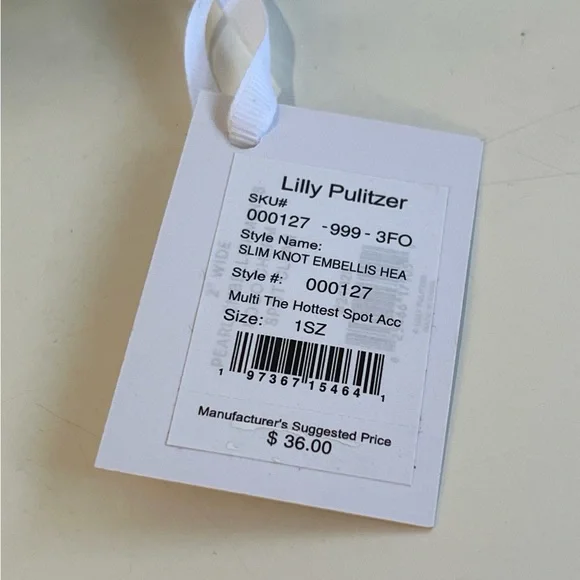 Lilly Pulitzer
SKU#
000127 -999-3FO
Style Name:
SLIM KNOT EMBELLIS HEA
Style #: 000127
Multi The Hottest Spot Acc
Size: 1SZ
1 97367 15464 1
Manufacturer's Suggested Price
$ 36.00